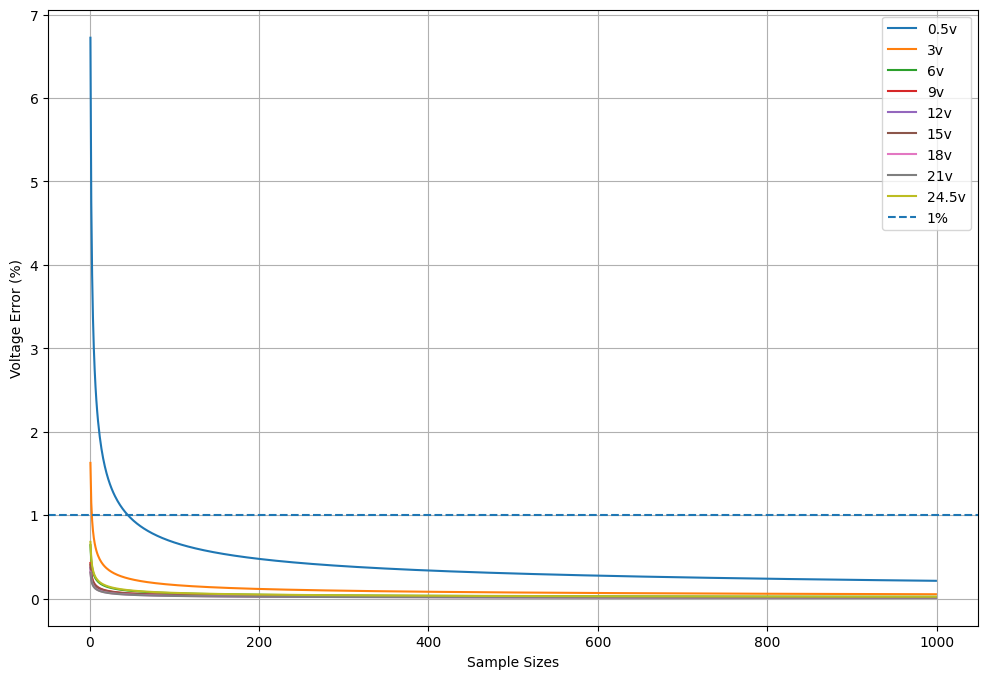 7
6
5
4
3
2
1
0
Voltage Error (%)
0.5v
3v
6v
9v
12v
15v
18v
21v
24.5v
1%
0 200 400 600 800 1000
Sample Sizes